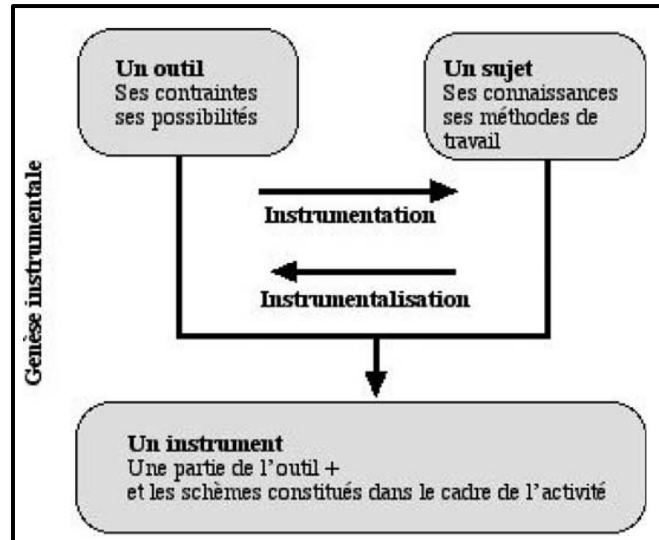 Genèse instrumentale
Un outil
Ses contraintes
ses possibilités
Un sujet
Ses connaissances
ses méthodes de
travail
Instrumentation
Instrumentalisation
Un instrument
Une partie de l'outil +
et les schèmes constitués dans le cadre de l'activité